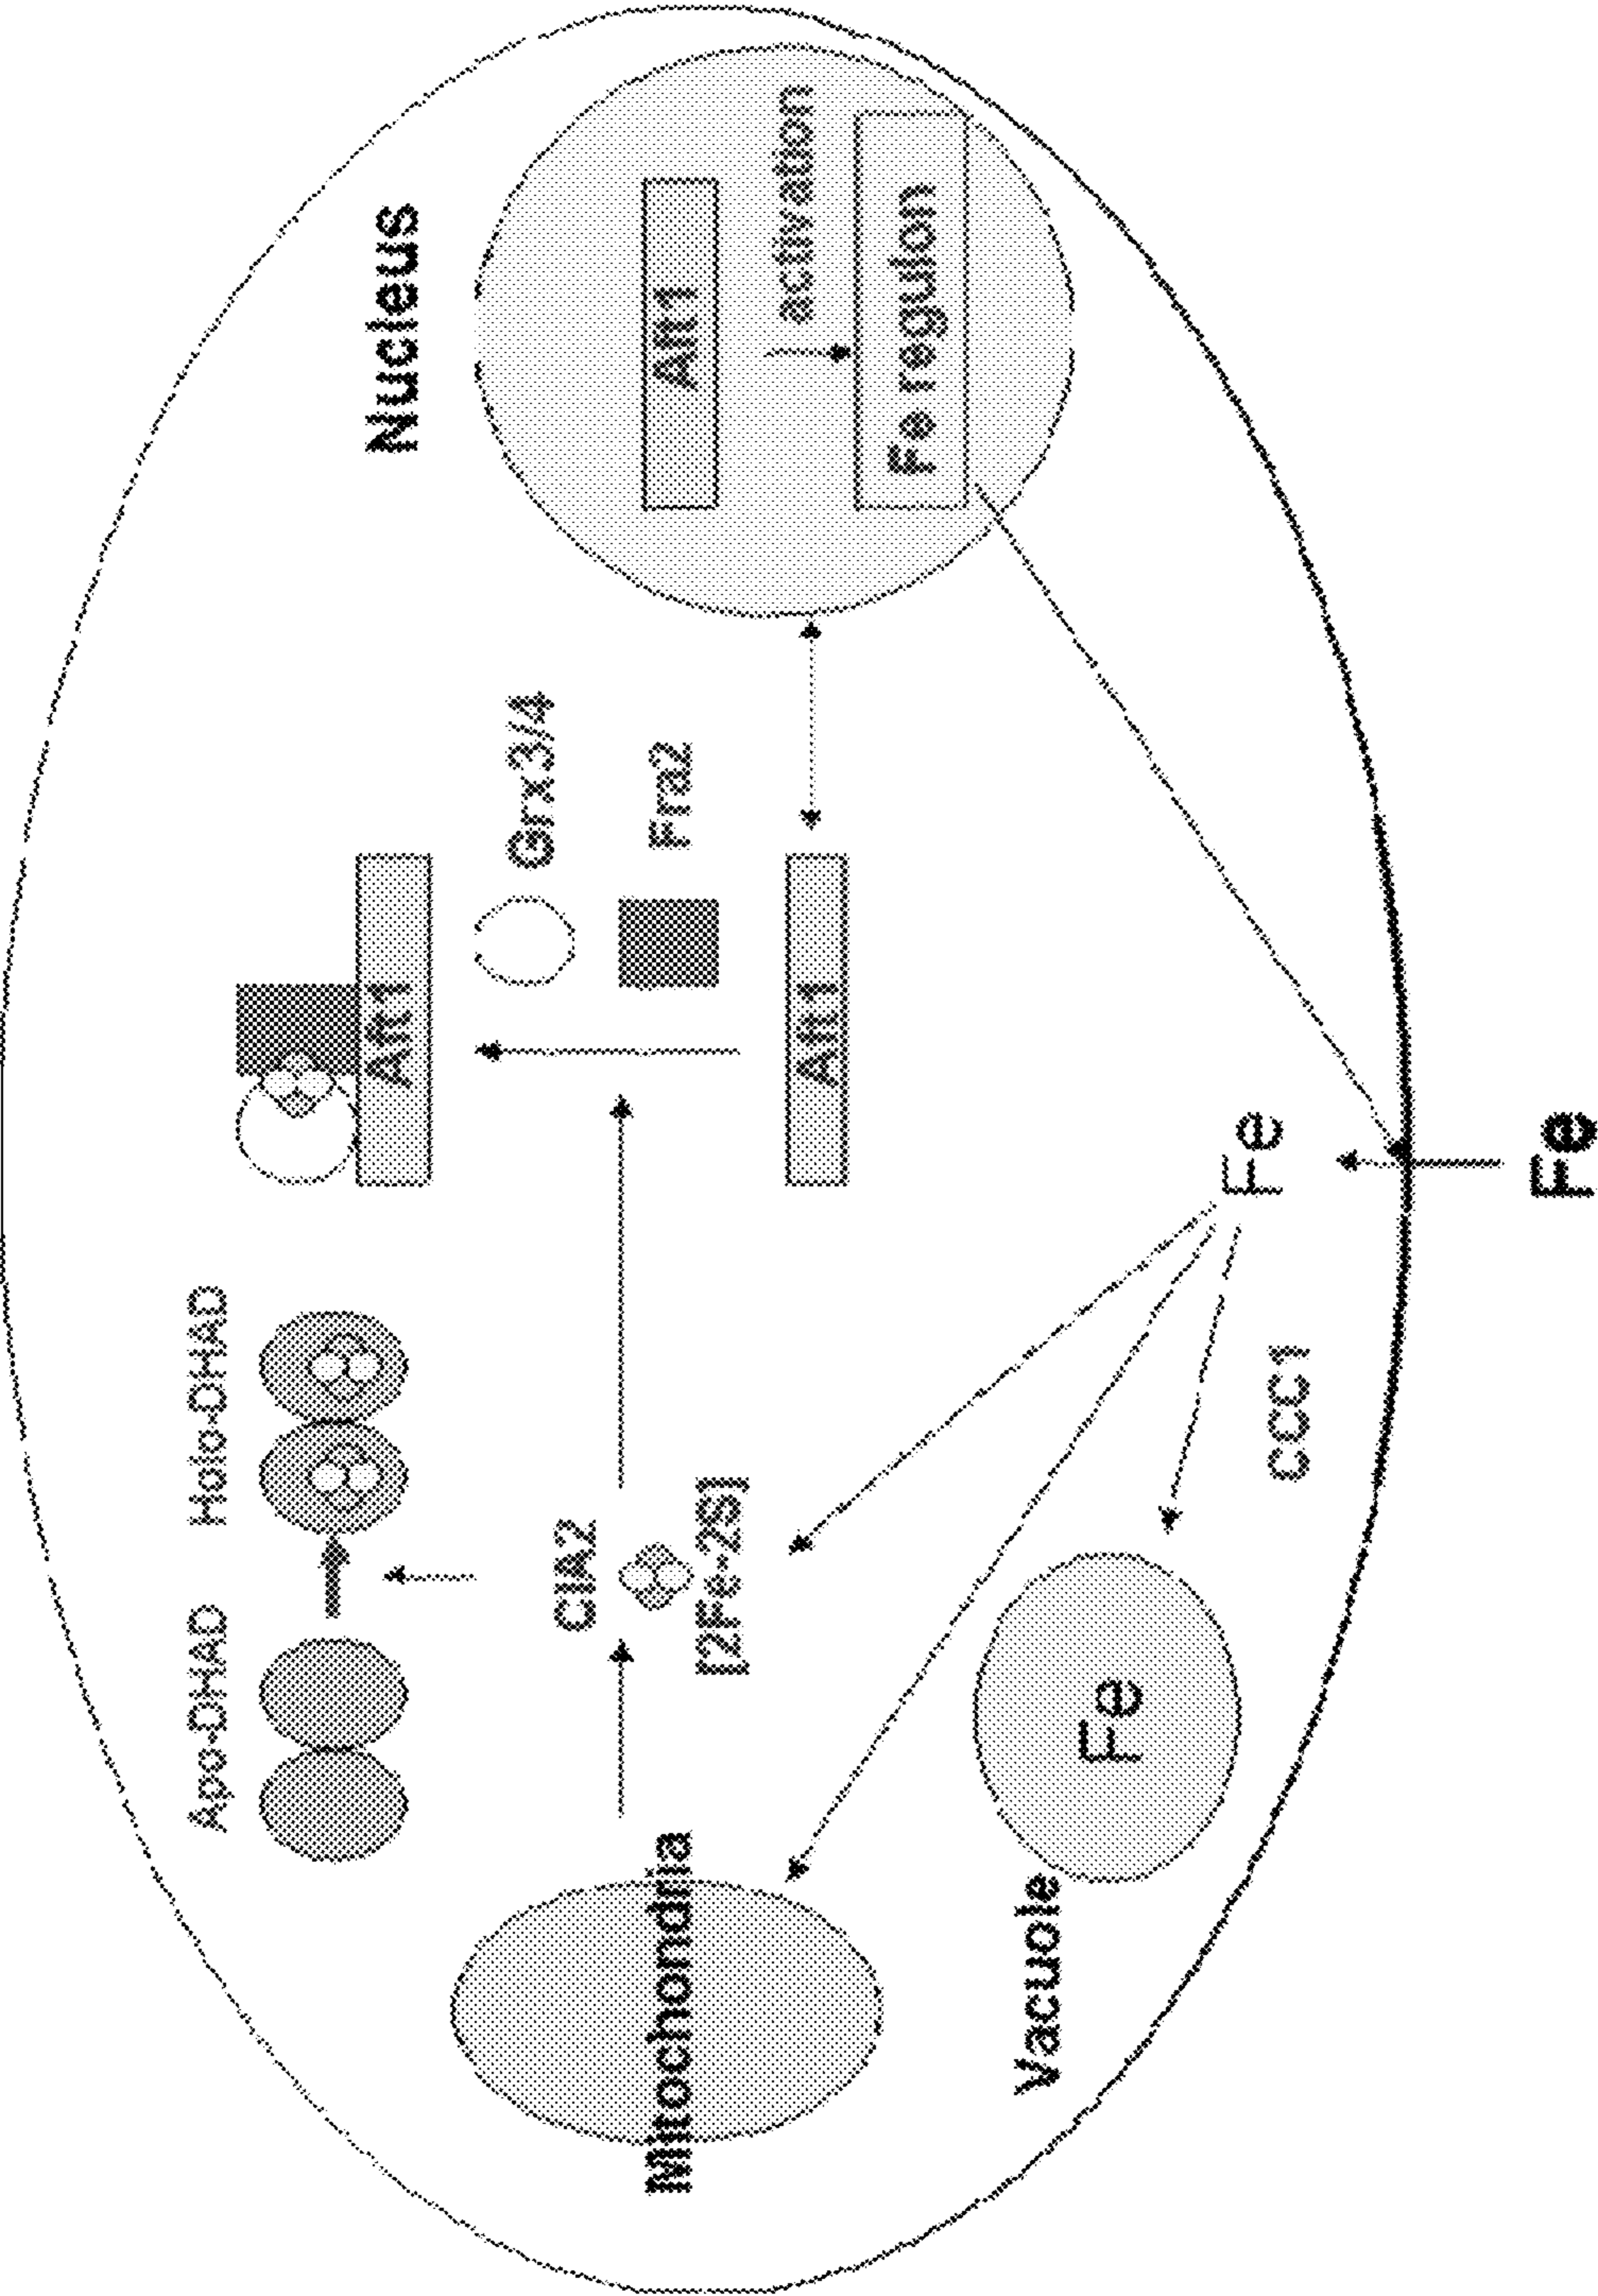 Apo-DHAD
Holo-DHAD
Aft1
Nucleus
Grx3/4
Fra2
CIA2
[2Fe-2S]
Mitochondria
Aft1
Aft1
activation
Fe regulon
Vacuole
Fe
CCC1
Fe
Fe